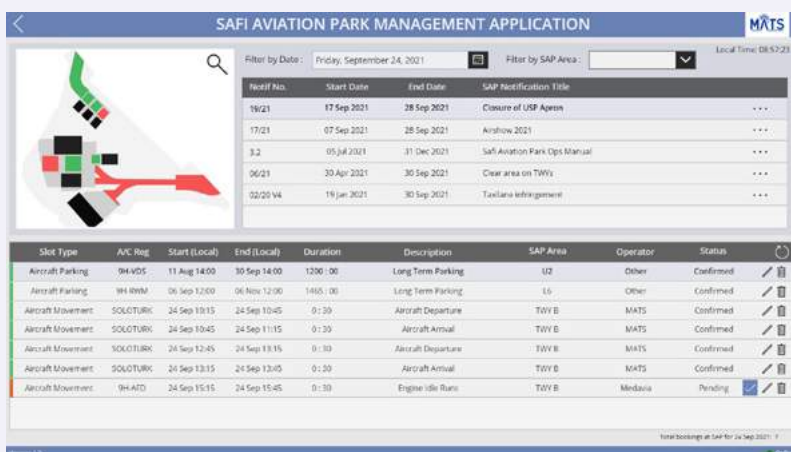 SAFI AVIATION PARK MANAGEMENT APPLICATION
MATS
Local Time: 08:57:23
Filter by Date : Friday, September 24, 2021 Filter by SAP Area :
Notif No. Start Date End Date SAP Notification Title
19/21 17 Sep 2021 28 Sep 2021 Closure of USP Apron
17/21 07 Sep 2021 28 Sep 2021 Airshow 2021
3.2 05 Jul 2021 31 Dec 2021 Safi Aviation Park Ops Manual
06/21 30 Apr 2021 30 Sep 2021 Clear area on TWYs
02/20 V4 19 Jan 2021 30 Sep 2021 Taxilane infringement
Slot Type A/C Reg Start (Local) End (Local) Duration Description SAP Area Operator Status
Aircraft Parking 9H-VDS 11 Aug 14:00 30 Sep 14:00 1200 : 00 Long Term Parking U2 Other Confirmed
Aircraft Parking 9H-RWM 06 Sep 12:00 06 Nov 12:00 1465 : 00 Long Term Parking L6 Other Confirmed
Aircraft Movement SOLOTURK 24 Sep 10:15 24 Sep 10:45 0 : 30 Aircraft Departure TWY B MATS Confirmed
Aircraft Movement SOLOTURK 24 Sep 10:45 24 Sep 11:15 0 : 30 Aircraft Arrival TWY B MATS Confirmed
Aircraft Movement SOLOTURK 24 Sep 12:45 24 Sep 13:15 0 : 30 Aircraft Departure TWY B MATS Confirmed
Aircraft Movement SOLOTURK 24 Sep 13:15 24 Sep 13:45 0 : 30 Aircraft Arrival TWY B MATS Confirmed
Aircraft Movement 9H-AFD 24 Sep 15:15 24 Sep 15:45 0 : 30 Engine Idle Runs TWY B Medavia Pending
Total bookings at SAP for 24 Sep 2021: 7